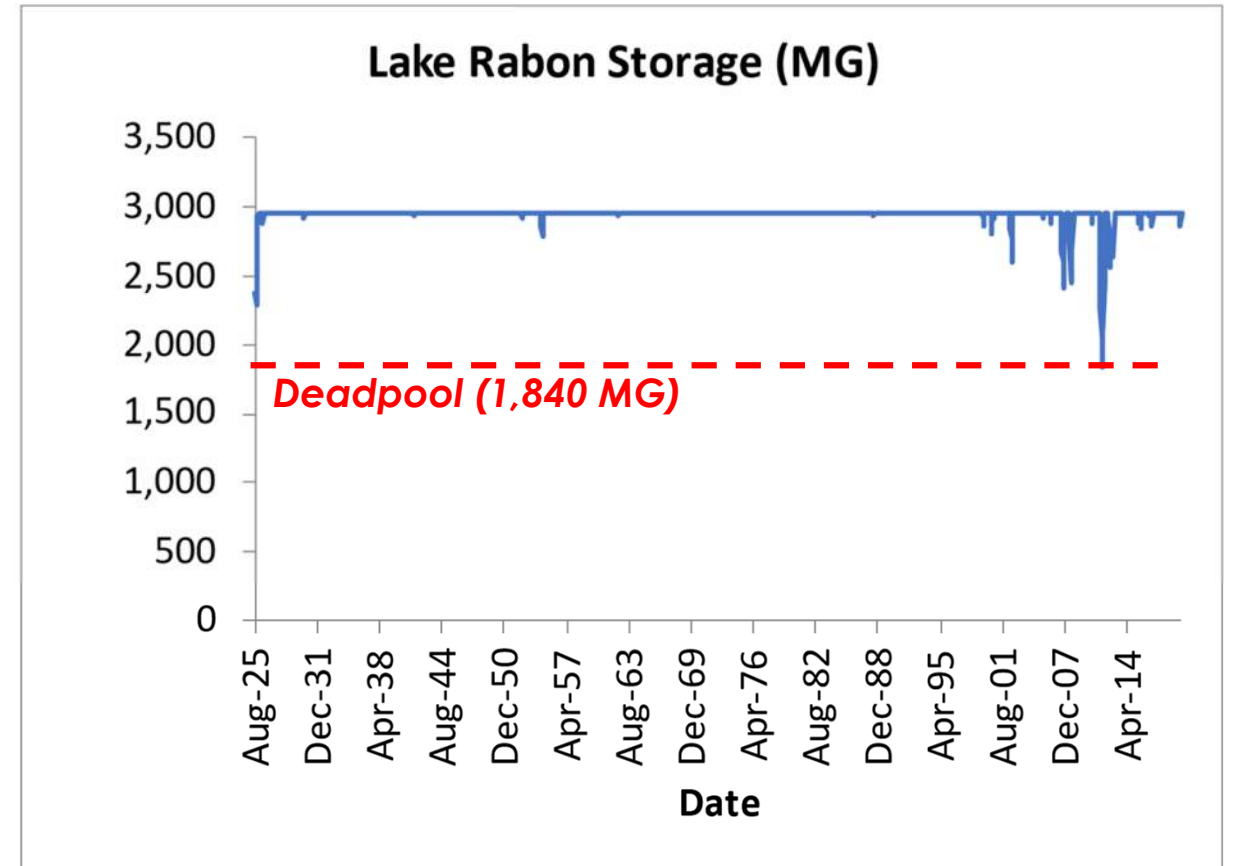 Lake Rabon Storage (MG)
3,500
3,000
2,500
2,000
Deadpool (1,840 MG)
1,500
1,000
500
0
Aug-25
Dec-31
Apr-38
Aug-44
Dec-50
Apr-57
Aug-63
Dec-69
Apr-76
Aug-82
Dec-88
Apr-95
Aug-01
Dec-07
Apr-14
Date